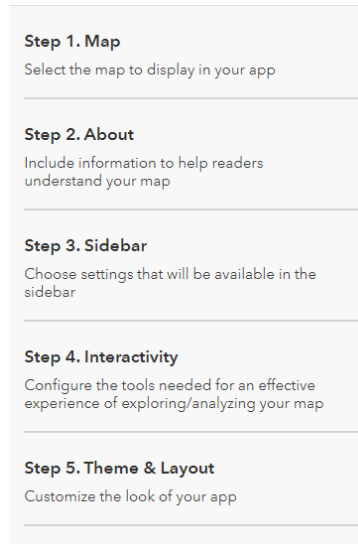 Step 1. Map
Select the map to display in your app
Step 2. About
Include information to help readers
understand your map
Step 3. Sidebar
Choose settings that will be available in the
sidebar
Step 4. Interactivity
Configure the tools needed for an effective
experience of exploring/analyzing your map
Step 5. Theme & Layout
Customize the look of your app